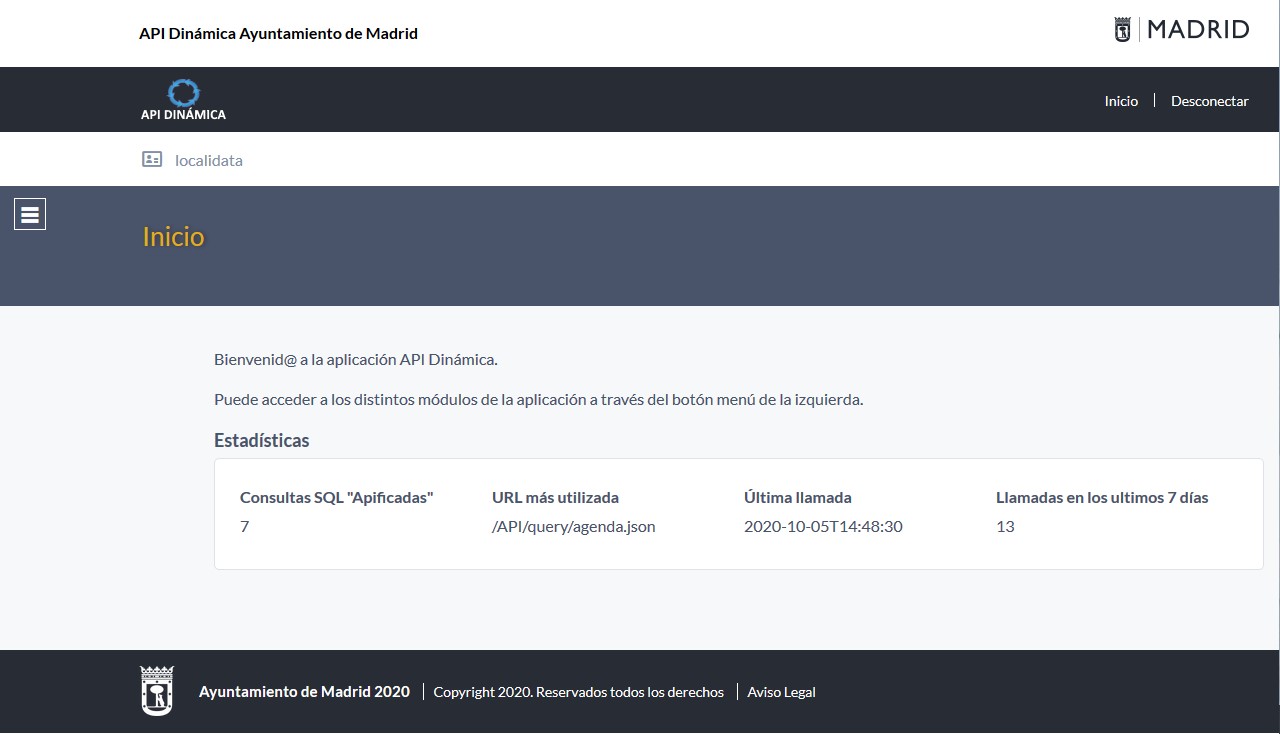 API Dinámica Ayuntamiento de Madrid
MADRID
API DINÁMICA
Inicio
Desconectar
localidata
Inicio
Bienvenid@ a la aplicación API Dinámica.
Puede acceder a los distintos módulos de la aplicación a través del botón menú de la izquierda.
Estadísticas
Consultas SQL "Apificadas"
7
URL más utilizada
/API/query/agenda.json
Última llamada
2020-10-05T14:48:30
Llamadas en los ultimos 7 días
13
Ayuntamiento de Madrid 2020
Copyright 2020. Reservados todos los derechos
Aviso Legal